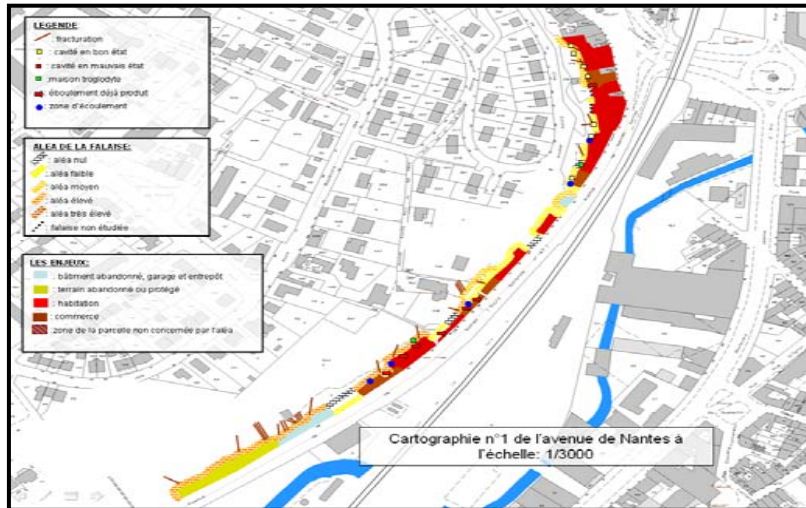 LEGENDE:
: fracturation
: cavité en bon état
: cavité en mauvais état
:maison troglodyte
: éboulement déjà produit
: zone d'écoulement
ALEA DE LA FALAISE:
: aléa nul
: aléa faible
: aléa moyen
: aléa élevé
: aléa très élevé
: falaise non étudiée
LES ENJEUX:
: bâtiment abandonné, garage et entrepôt
: terrain abandonné ou protégé
: habitation
: commerce
:zone de la parcelle non concernée par l'aléa
Cartographie n°1 de l'avenue de Nantes à
l'échelle: 1/3000